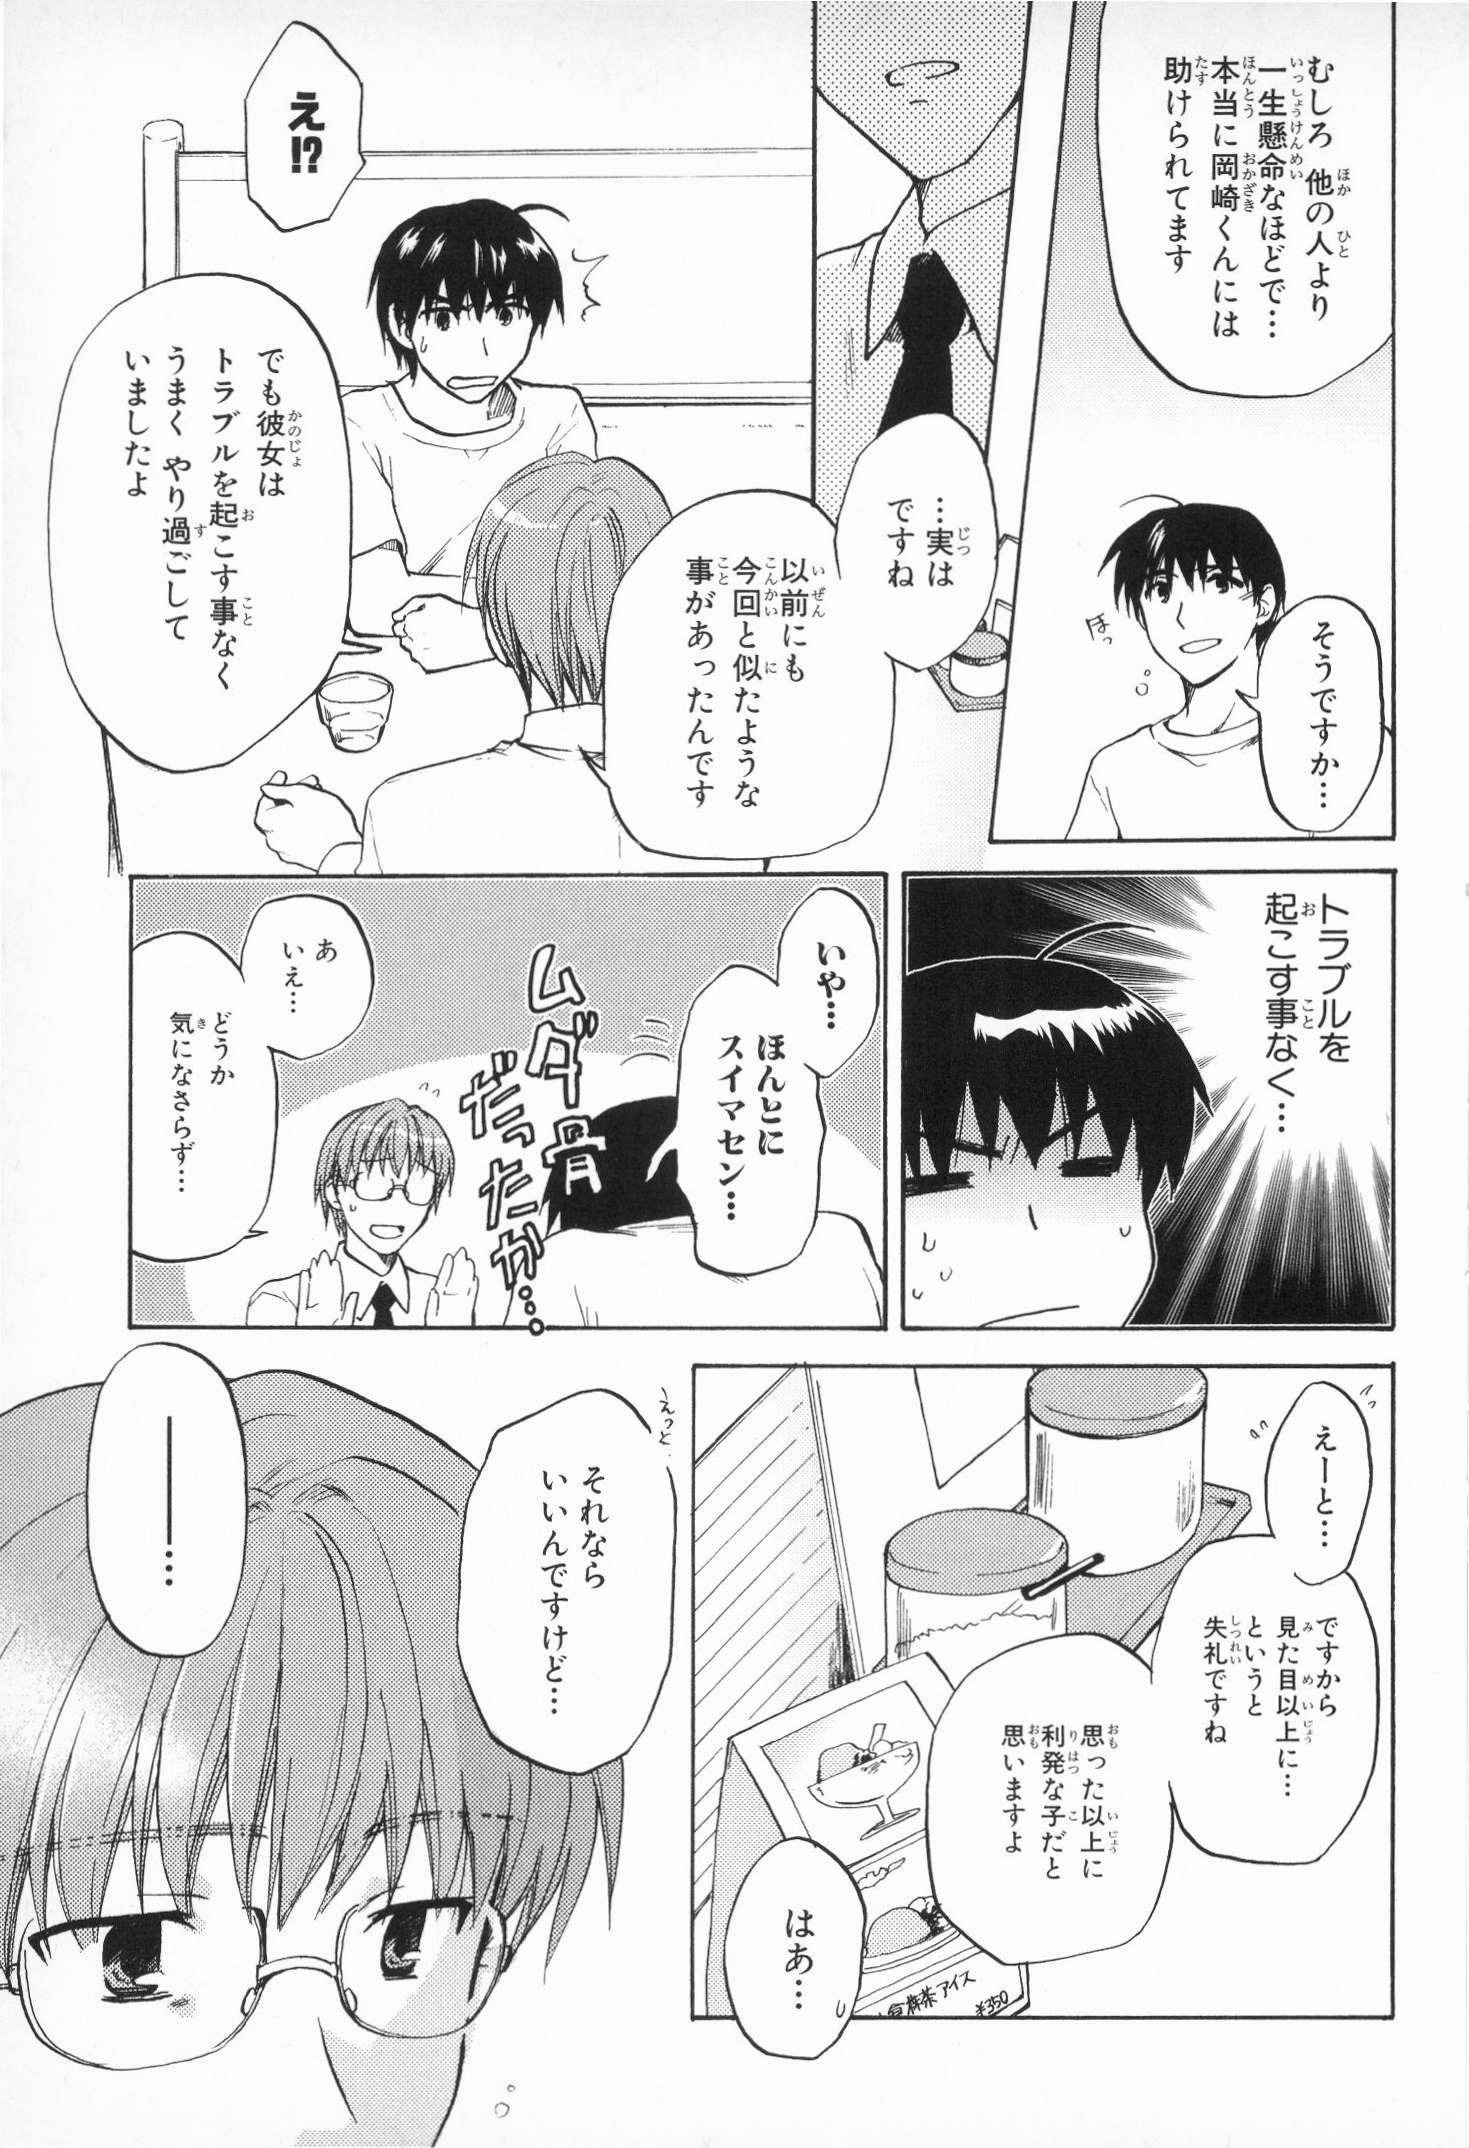 むしろ 他の人より
一生懸命なほどで…
本当に岡崎くんには
助けられてます
そうですか…
ほっ
…実は
ですね
以前にも
今回と似たような
事があったんです
え!?
でも彼女は
トラブルを起こす事なく
うまく やり過ごして
いましたよ
トラブルを
起こす事なく…
いや…
ほんとに
スイマセン…
ムダ骨
だったか…。
あ
いえ…
どうか
気になさらず…
えーと…
ですから
見た目以上に…
というと
失礼ですね
思った以上に
利発な子だと
思いますよ
はあ…
抹茶アイス
¥350
えっと
それなら
いいんですけど…
――…